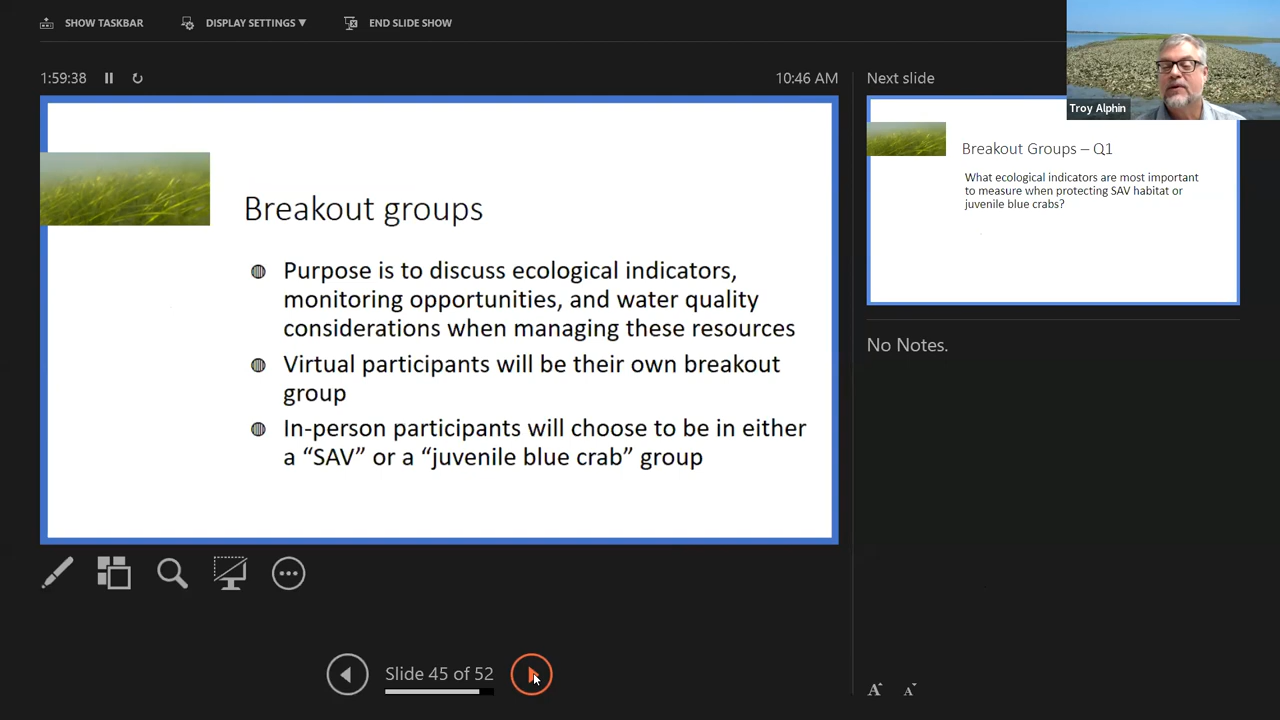 SHOW TASKBAR
DISPLAY SETTINGS ▼
END SLIDE SHOW
1:59:38
10:46 AM
Breakout groups
Purpose is to discuss ecological indicators,
monitoring opportunities, and water quality
considerations when managing these resources
Virtual participants will be their own breakout
group
In-person participants will choose to be in either
a “SAV” or a “juvenile blue crab” group
Slide 45 of 52
Next slide
Troy Alphin
Breakout Groups – Q1
What ecological indicators are most important
to measure when protecting SAV habitat or
juvenile blue crabs?
No Notes.
A A